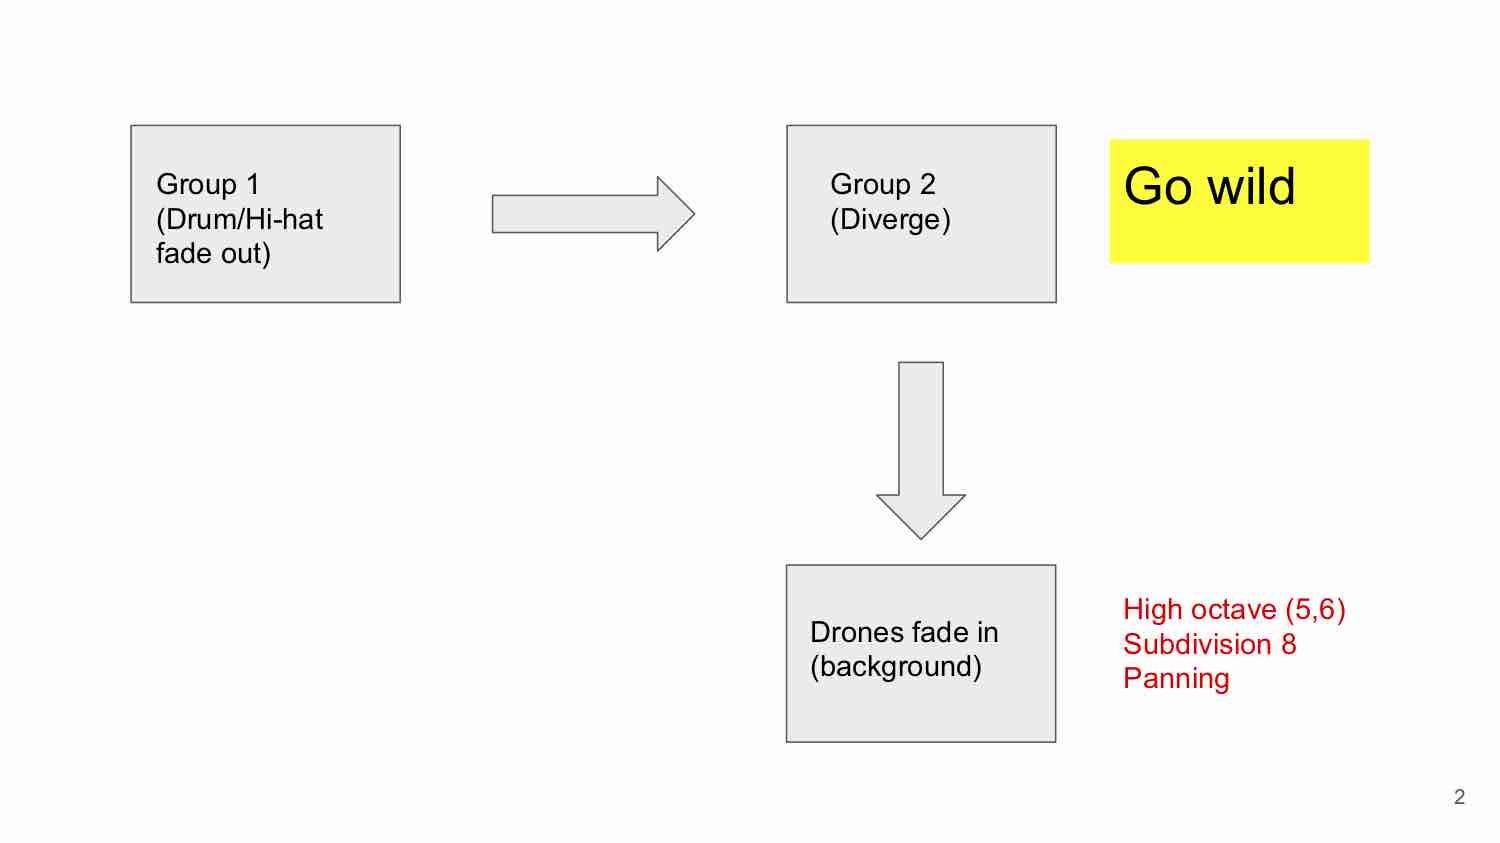 Group 1
(Drum/Hi-hat
fade out)
Group 2
(Diverge)
Go wild
Drones fade in
(background)
High octave (5,6)
Subdivision 8
Panning
2